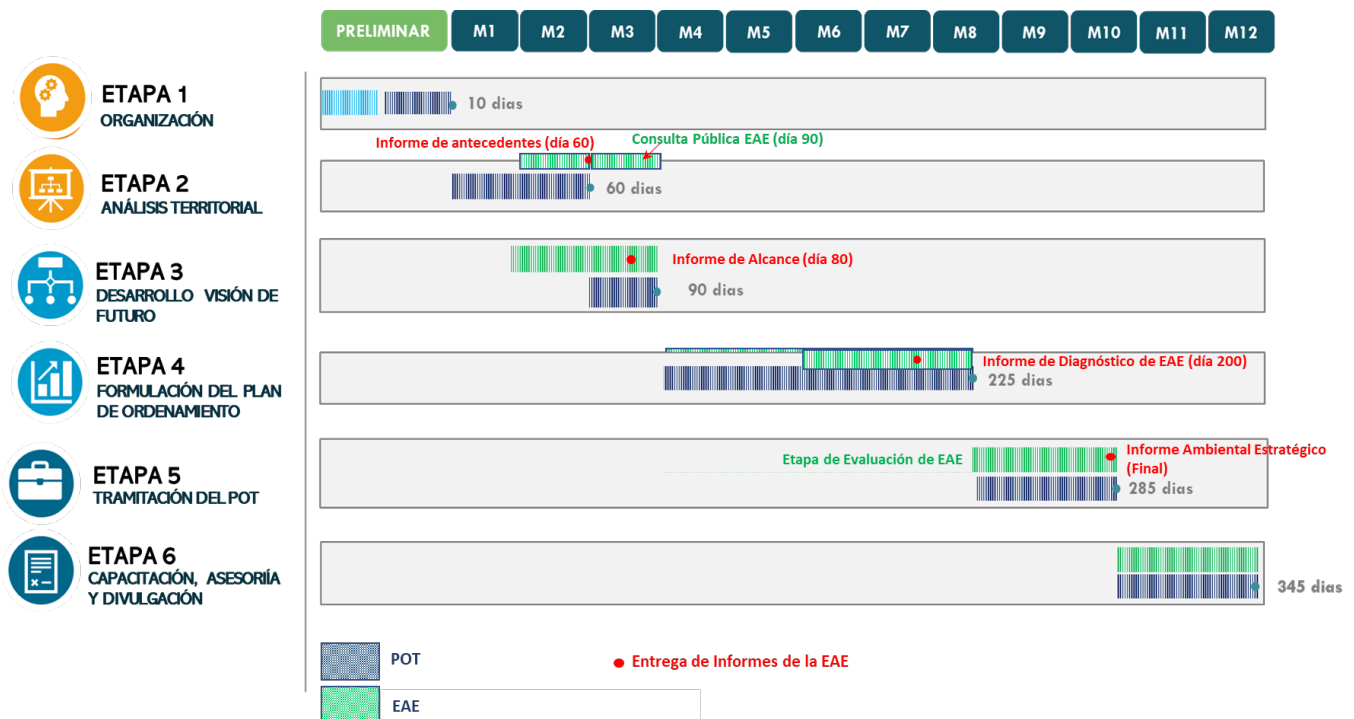 PRELIMINAR M1 M2 M3 M4 M5 M6 M7 M8 M9 M10 M11 M12
ETAPA 1
ORGANIZACIÓN
10 dias
Informe de antecedentes (día 60)
Consulta Pública EAE (día 90)
ETAPA 2
ANÁLISIS TERRITORIAL
60 dias
ETAPA 3
DESARROLLO VISIÓN DE
FUTURO
Informe de Alcance (día 80)
90 dias
ETAPA 4
FORMULACIÓN DEL PLAN
DE ORDENAMIENTO
Informe de Diagnóstico de EAE (día 200)
225 dias
ETAPA 5
TRAMITACIÓN DEL POT
Etapa de Evaluación de EAE
Informe Ambiental Estratégico
(Final)
285 dias
ETAPA 6
CAPACITACIÓN, ASESORIÍA
Y DIVULGACIÓN
345 dias
POT
Entrega de Informes de la EAE
EAE